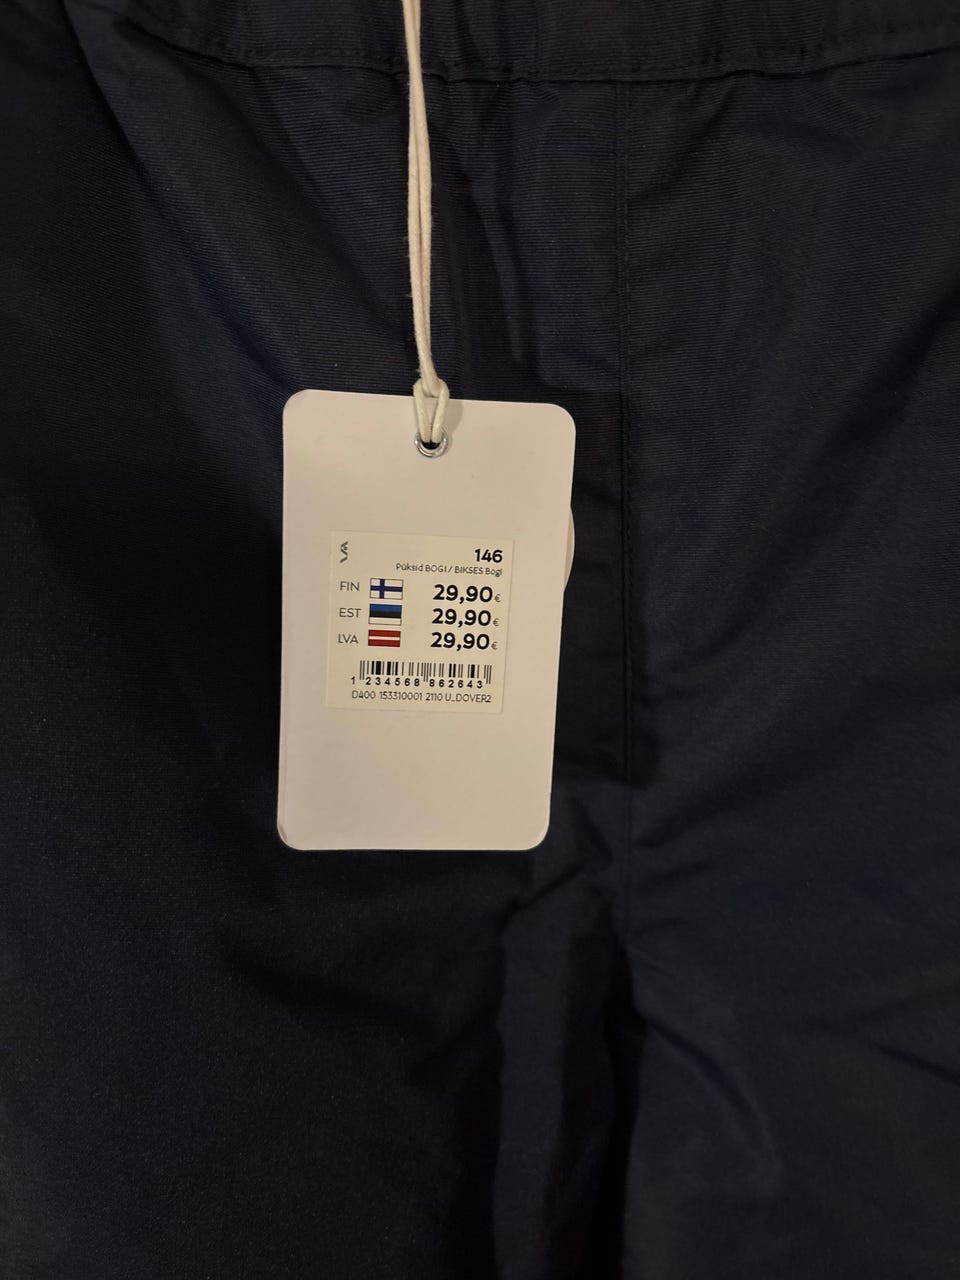 146
Püksid BOGI / BIKSES Bogi
FIN 29,90€
EST 29,90€
LVA 29,90€
1 234568 862643
D400 153310001 2110 U_DOVER2